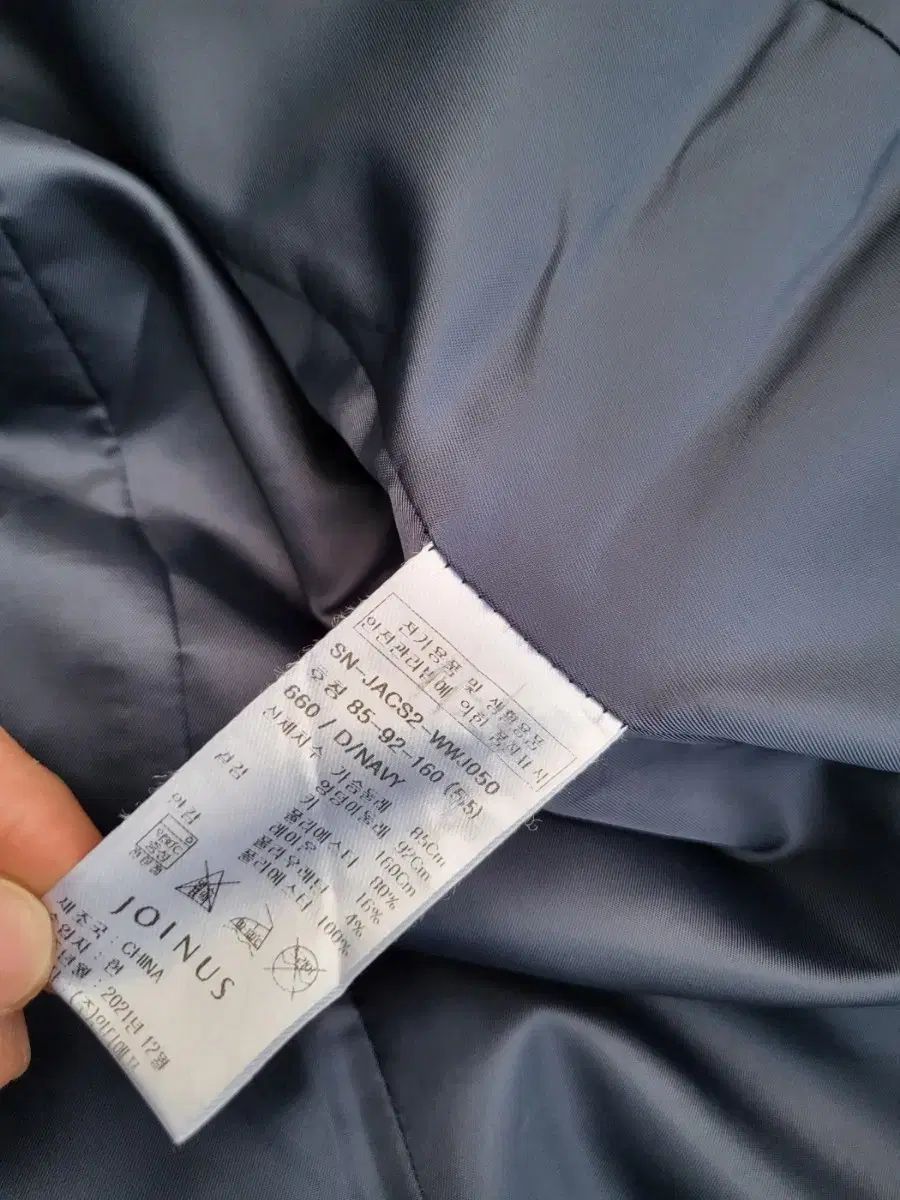 전기용품 및 생활용품
안전관리법에 의한 품질표시
SN-JACS2-WWJ050
호칭 85-92-160 (55)
660 / D/NAVY
신체치수 가슴둘레 85Cm
엉덩이둘레 92Cm
키 160Cm
겉감 폴리에스터 80%
레이온 16%
폴리우레탄 4%
안감 폴리에스터 100%
JOINUS
제조국 : CHINA
2021년 12월